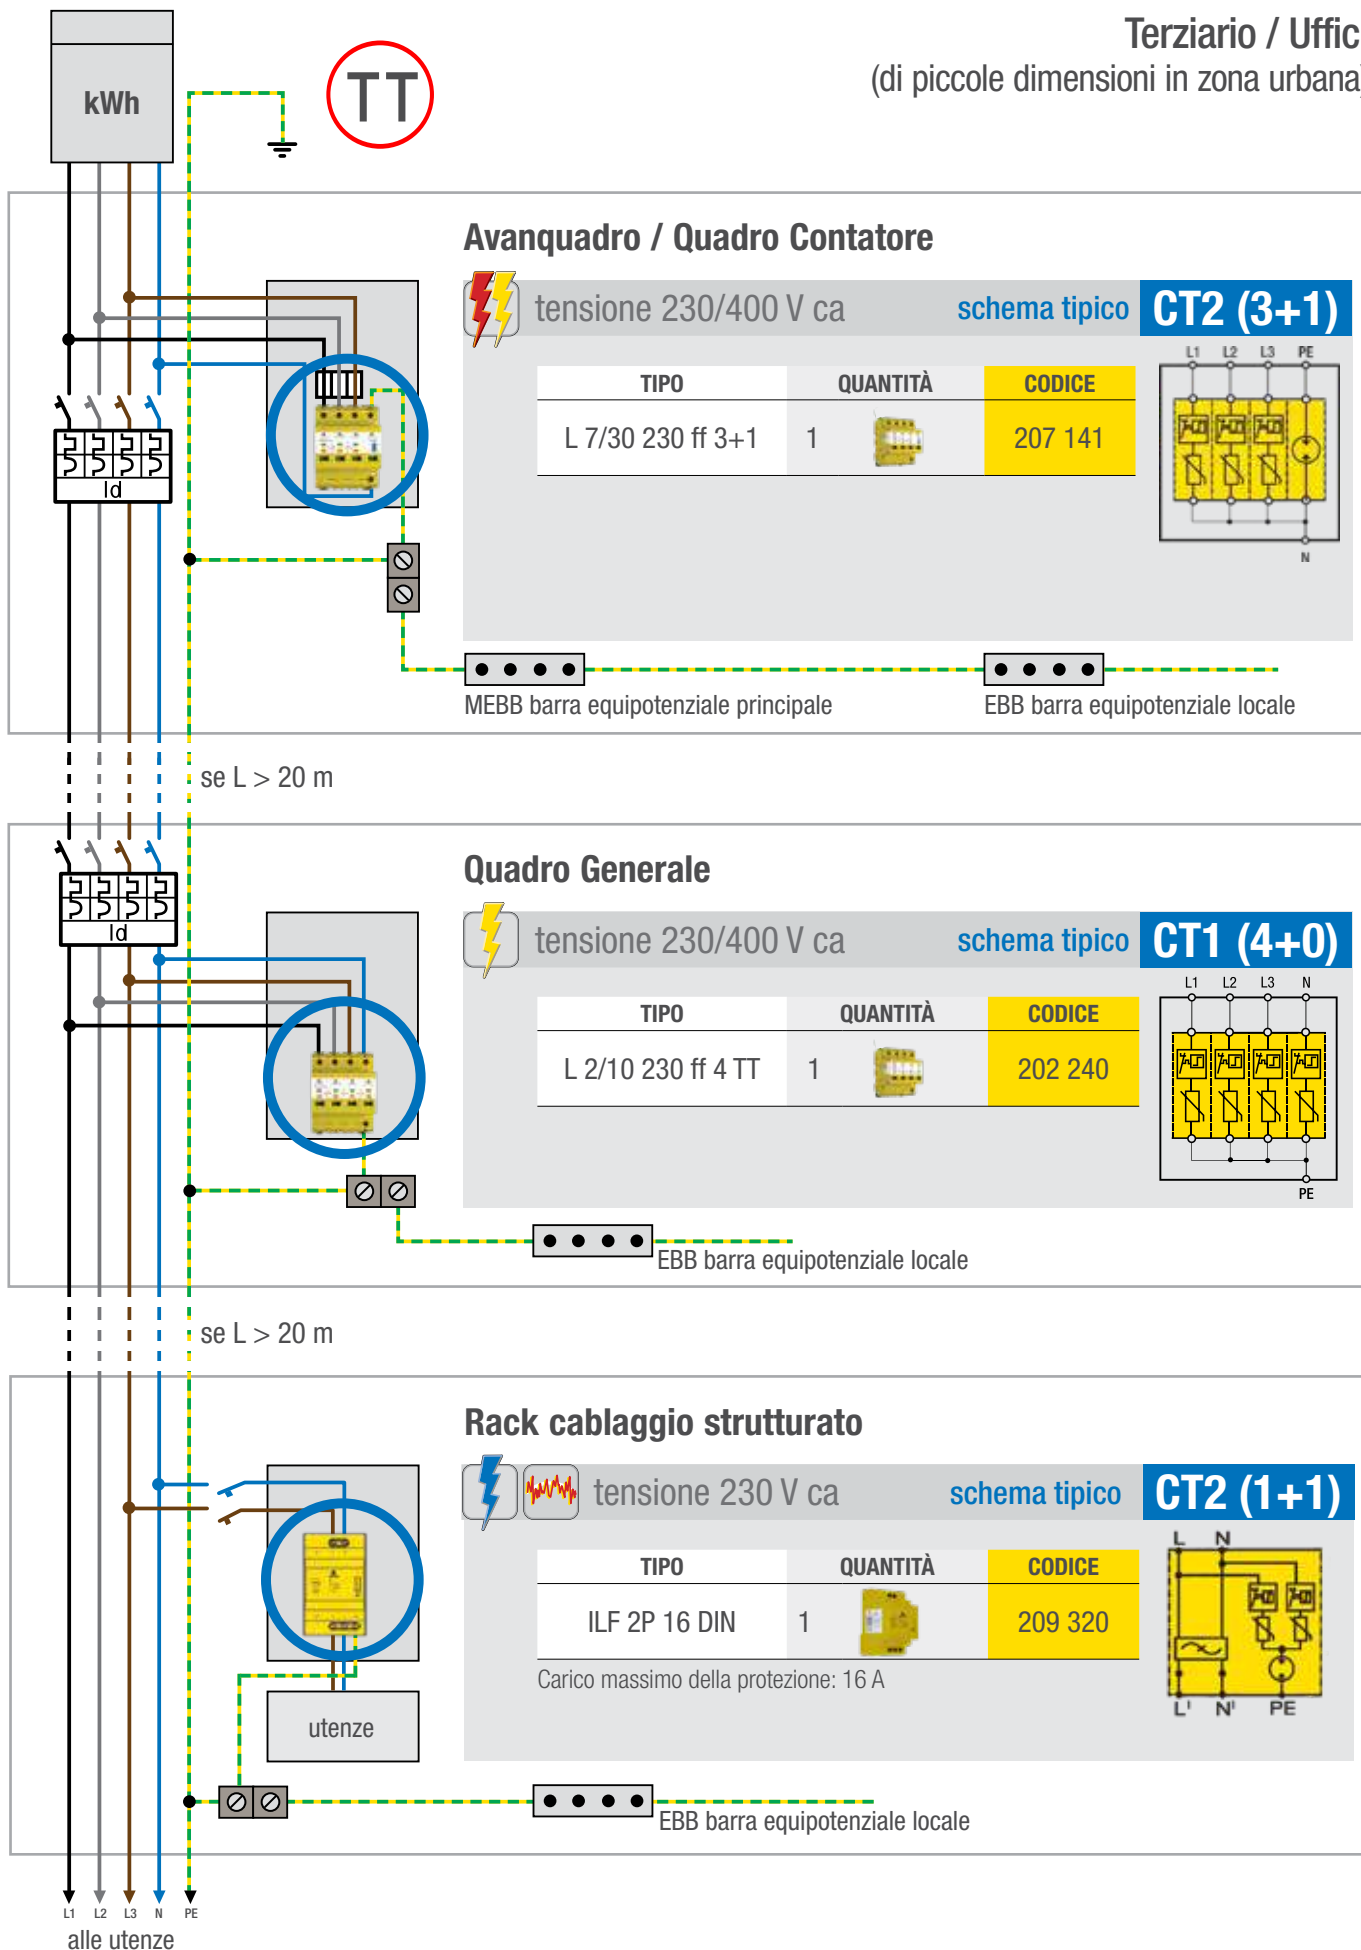 Terziario / Uffic
(di piccole dimensioni in zona urbana)
kWh
TT
Avanquadro / Quadro Contatore
tensione 230/400 V ca schema tipico CT2 (3+1)
TIPO QUANTITÀ CODICE
L 7/30 230 ff 3+1 1 207 141
L1 L2 L3 PE
N
Id
MEBB barra equipotenziale principale
EBB barra equipotenziale locale
se L > 20 m
Quadro Generale
tensione 230/400 V ca schema tipico CT1 (4+0)
TIPO QUANTITÀ CODICE
L 2/10 230 ff 4 TT 1 202 240
L1 L2 L3 N
PE
Id
EBB barra equipotenziale locale
se L > 20 m
Rack cablaggio strutturato
tensione 230 V ca schema tipico CT2 (1+1)
TIPO QUANTITÀ CODICE
ILF 2P 16 DIN 1 209 320
Carico massimo della protezione: 16 A
L N
L' N' PE
utenze
EBB barra equipotenziale locale
L1 L2 L3 N PE
alle utenze